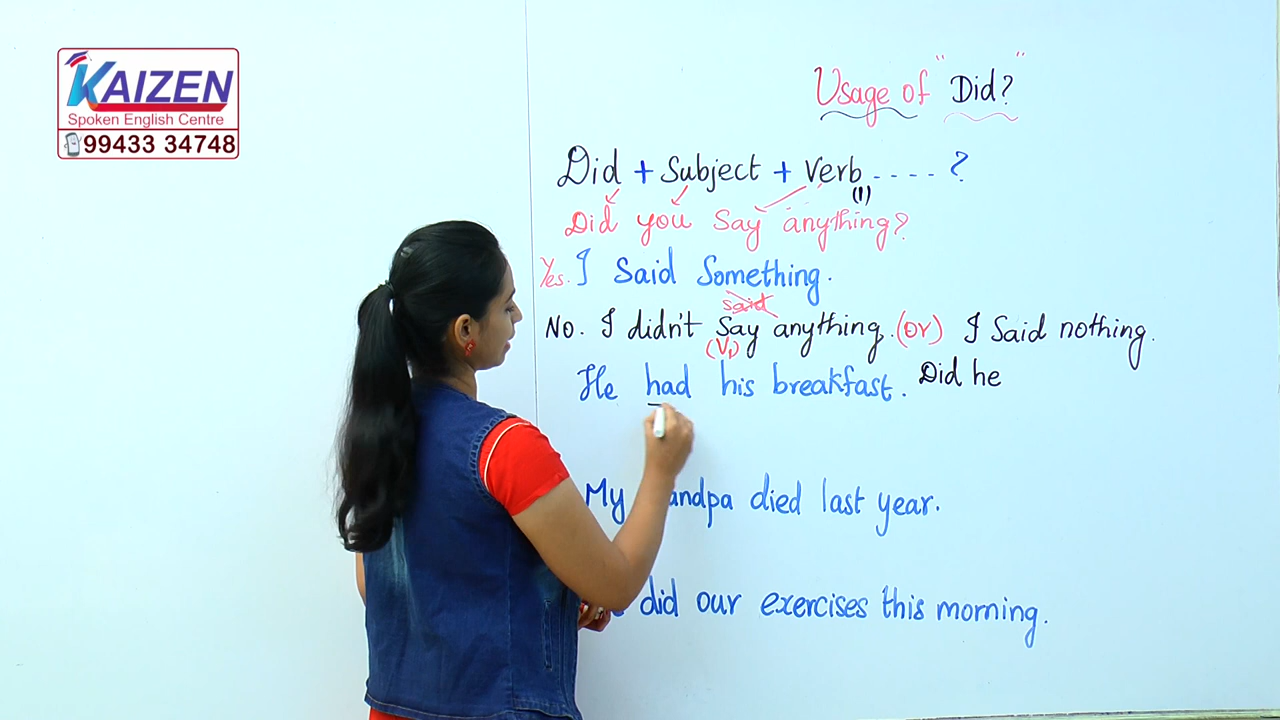 KAIZEN
Spoken English Centre
99433 34748
Usage of "Did?"
Did + Subject + Verb ---- ?
(1)
Did you Say anything?
Yes. I Said Something.
said
No. I didn't Say anything. (or) I Said nothing.
(V1)
He had his breakfast. Did he
My died last year.
did our exercises this morning.